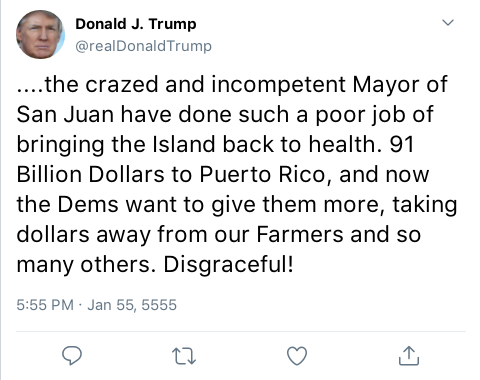 Donald J. Trump
@realDonaldTrump
....the crazed and incompetent Mayor of
San Juan have done such a poor job of
bringing the Island back to health. 91
Billion Dollars to Puerto Rico, and now
the Dems want to give them more, taking
dollars away from our Farmers and so
many others. Disgraceful!
5:55 PM · Jan 55, 5555